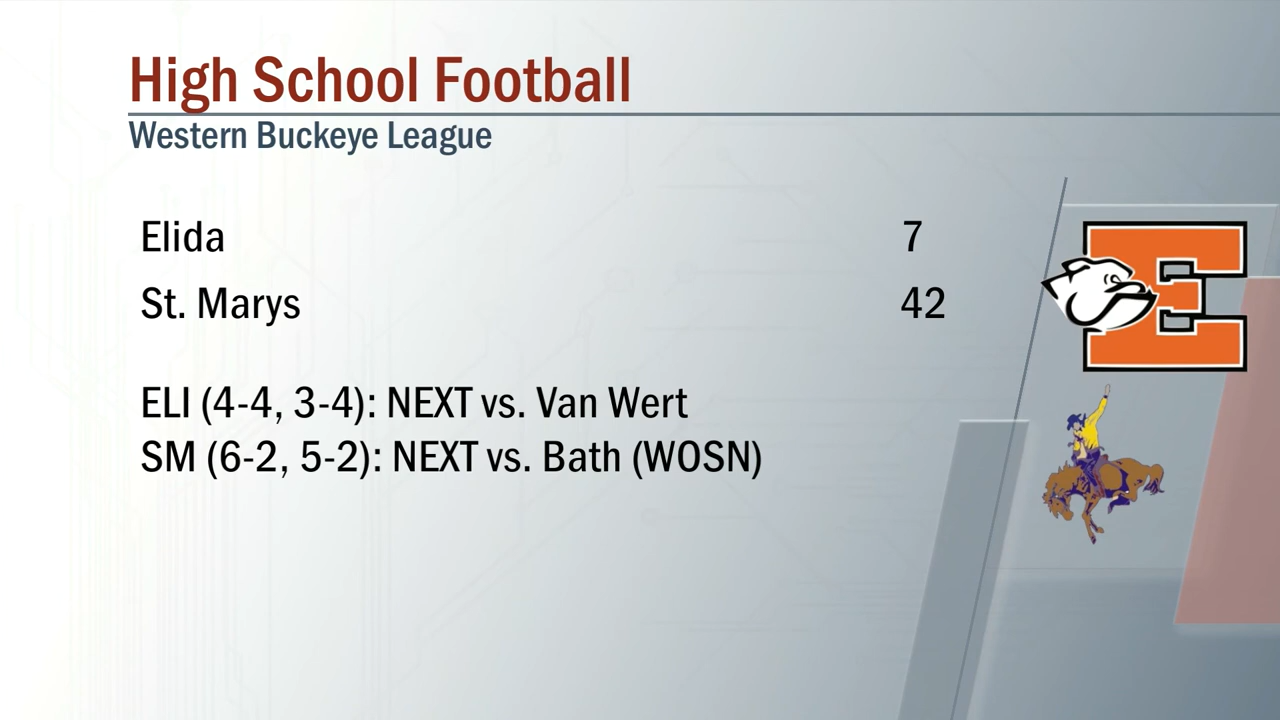 High School Football
Western Buckeye League
Elida 7
St. Marys 42
ELI (4-4, 3-4): NEXT vs. Van Wert
SM (6-2, 5-2): NEXT vs. Bath (WOSN)
E